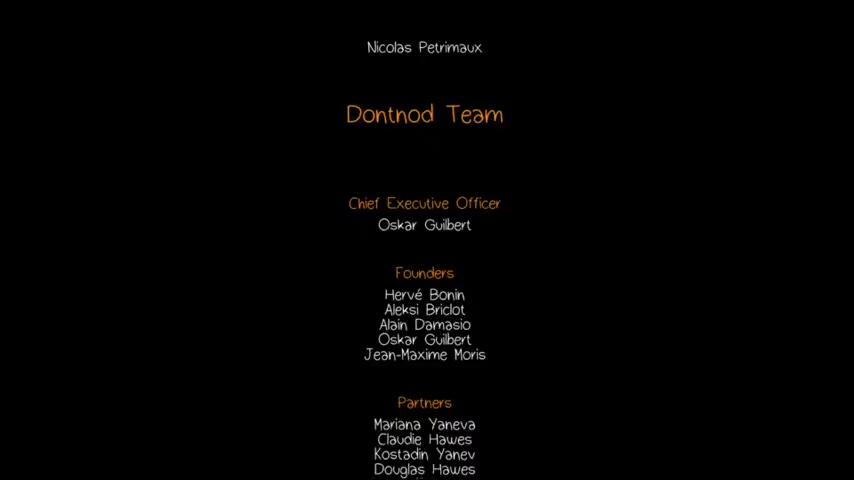 Nicolas Petrimaux
Dontnod Team
Chief Executive Officer
Oskar Guilbert
Founders
Hervé Bonin
Aleksi Briclot
Alain Damasio
Oskar Guilbert
Jean-Maxime Moris
Partners
Mariana Yaneva
Claudie Hawes
Kostadin Yanev
Douglas Hawes